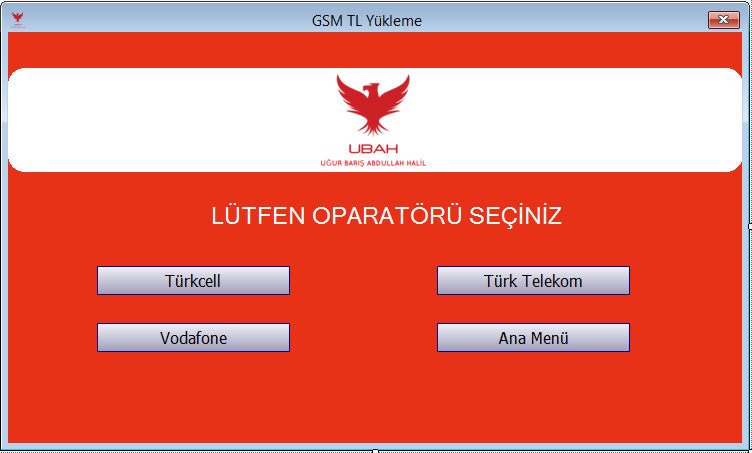 GSM TL Yükleme
UBAH
UĞUR BARIŞ ABDULLAH HALİL
LÜTFEN OPARATÖRÜ SEÇİNİZ
Türkcell
Türk Telekom
Vodafone
Ana Menü